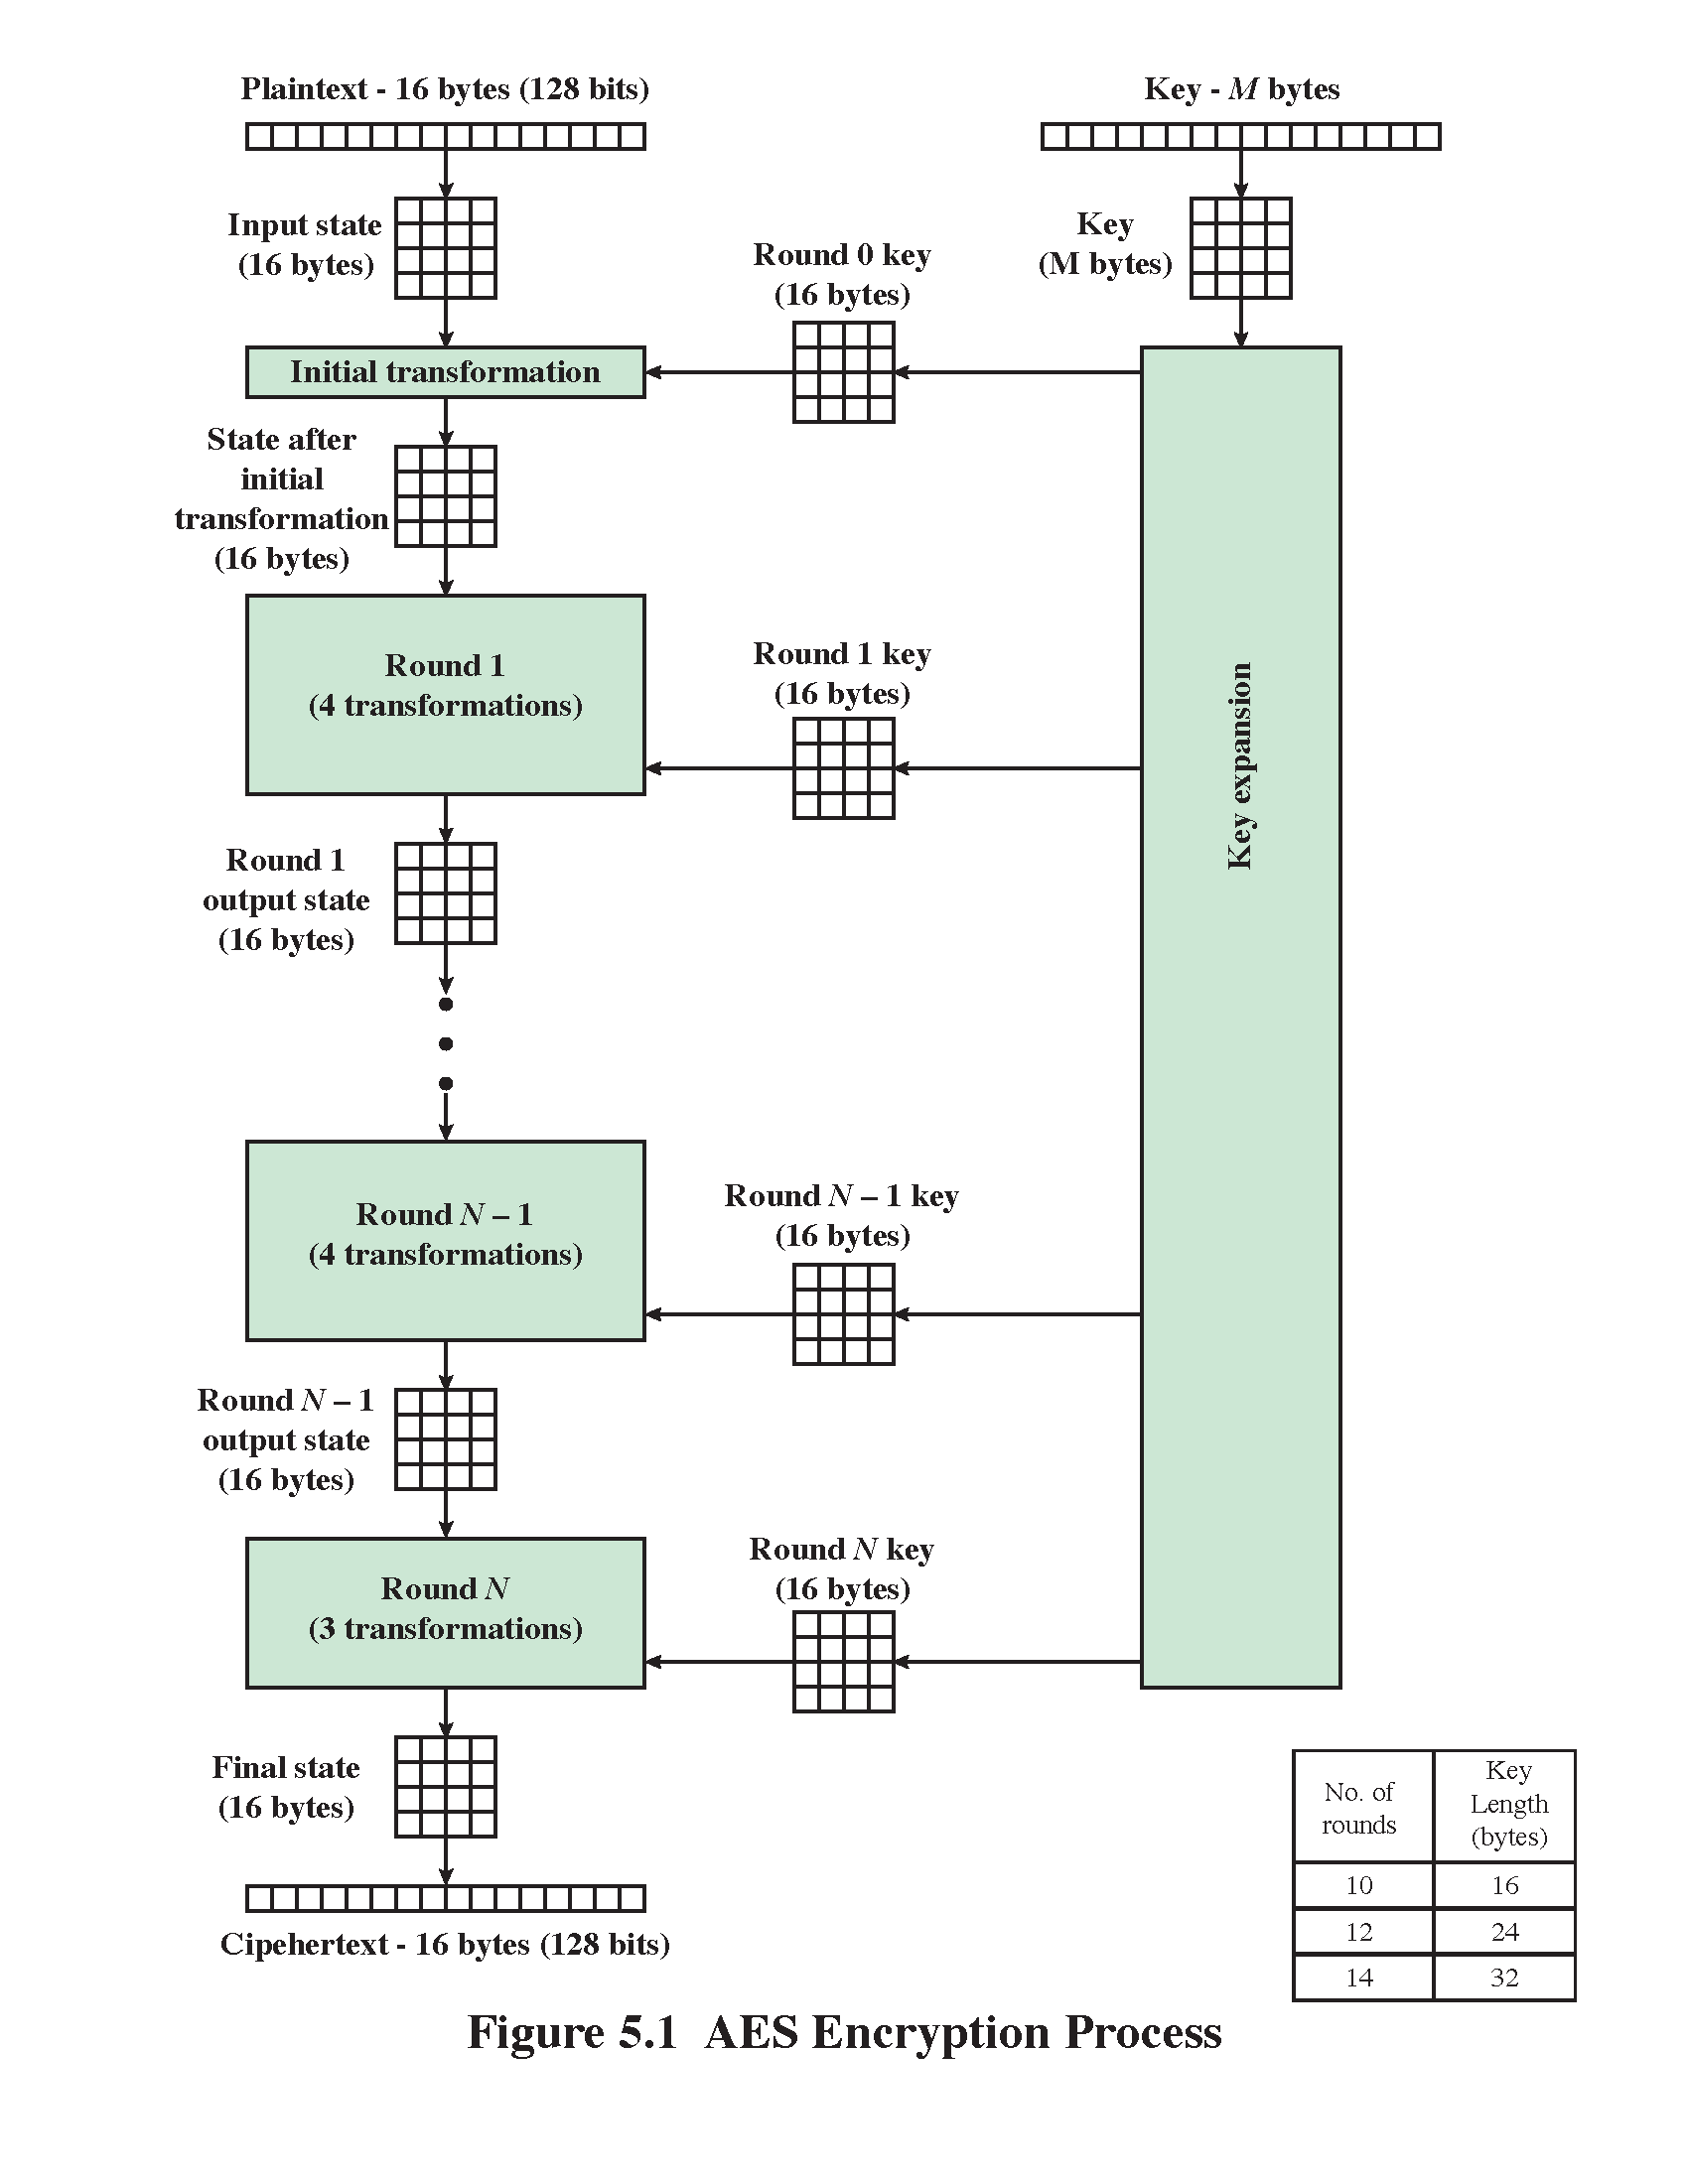 Plaintext - 16 bytes (128 bits)
Key - M bytes
Input state
(16 bytes)
Key
(M bytes)
Round 0 key
(16 bytes)
Initial transformation
State after
initial
transformation
(16 bytes)
Round 1
(4 transformations)
Round 1 key
(16 bytes)
Key expansion
Round 1
output state
(16 bytes)
Round N – 1
(4 transformations)
Round N – 1 key
(16 bytes)
Round N – 1
output state
(16 bytes)
Round N
(3 transformations)
Round N key
(16 bytes)
Final state
(16 bytes)
Cipehertext - 16 bytes (128 bits)
No. of
rounds
Key
Length
(bytes)
10 16
12 24
14 32
Figure 5.1 AES Encryption Process